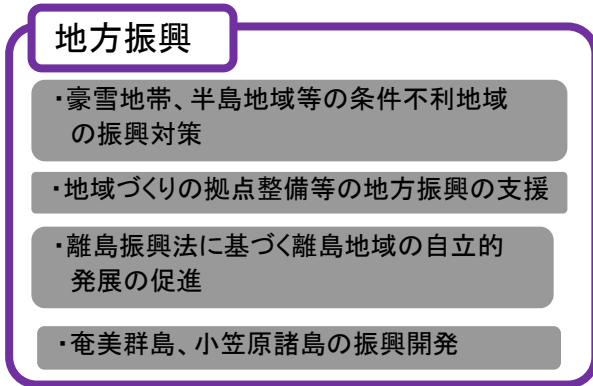 地方振興
・豪雪地帯、半島地域等の条件不利地域
の振興対策
・地域づくりの拠点整備等の地方振興の支援
・離島振興法に基づく離島地域の自立的
発展の促進
・奄美群島、小笠原諸島の振興開発